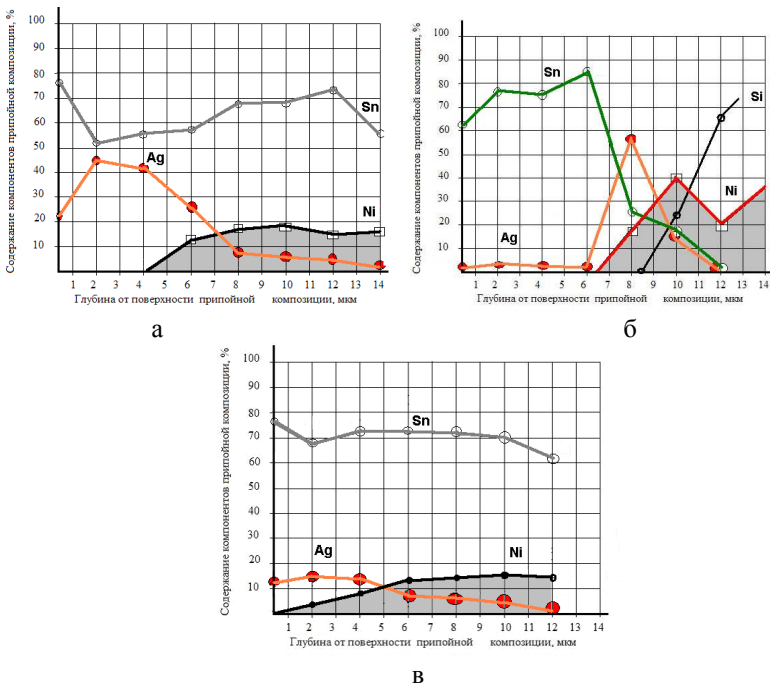 Содержание компонентов припойной композиции, %
100
90
80
70
60
50
40
30
20
10
Sn
Ag
Ni
1 2 4 5 6 7 8 9 10 11 12 13 14
Глубина от поверхности припойной композиции, мкм
а
Содержание компонентов припойной композиции, %
100
90
80
70
60
50
40
30
20
10
Sn
Si
Ni
Ag
1 2 3 4 5 6 7 8 9 10 11 12 13 14
Глубина от поверхности припойной композиции, мкм
б
Содержание компонентов припойной композиции, %
100
90
80
70
60
50
40
30
20
10
Sn
Ag
Ni
1 2 3 4 5 6 7 8 9 10 11 12 13 14
Глубина от поверхности припойной композиции, мкм
в